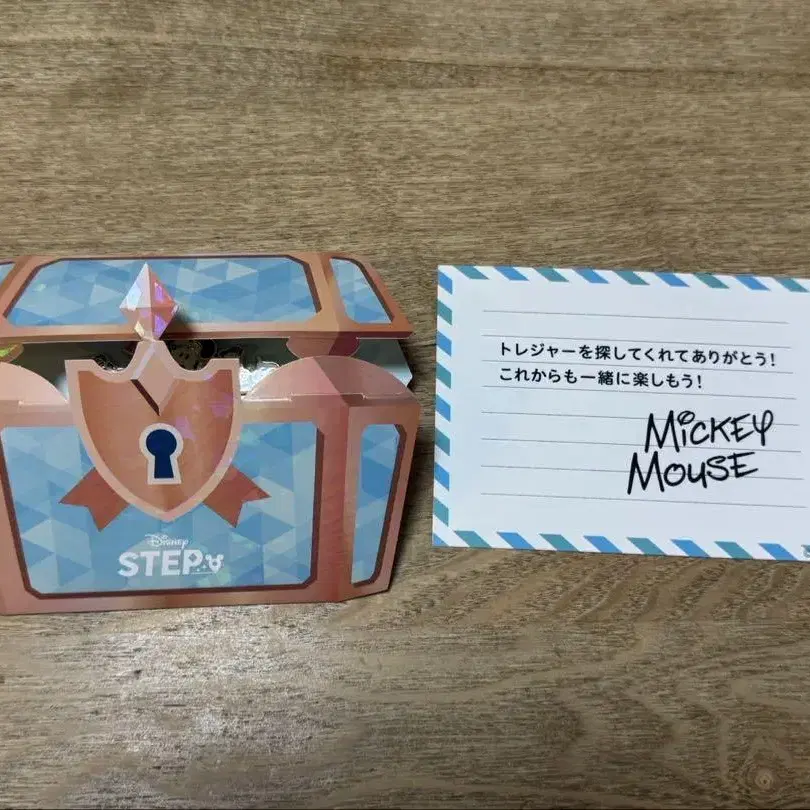 Disney
STEP
トレジャーを探してくれてありがとう!
これからも一緒に楽しもう!
MICKEY
MOUSE